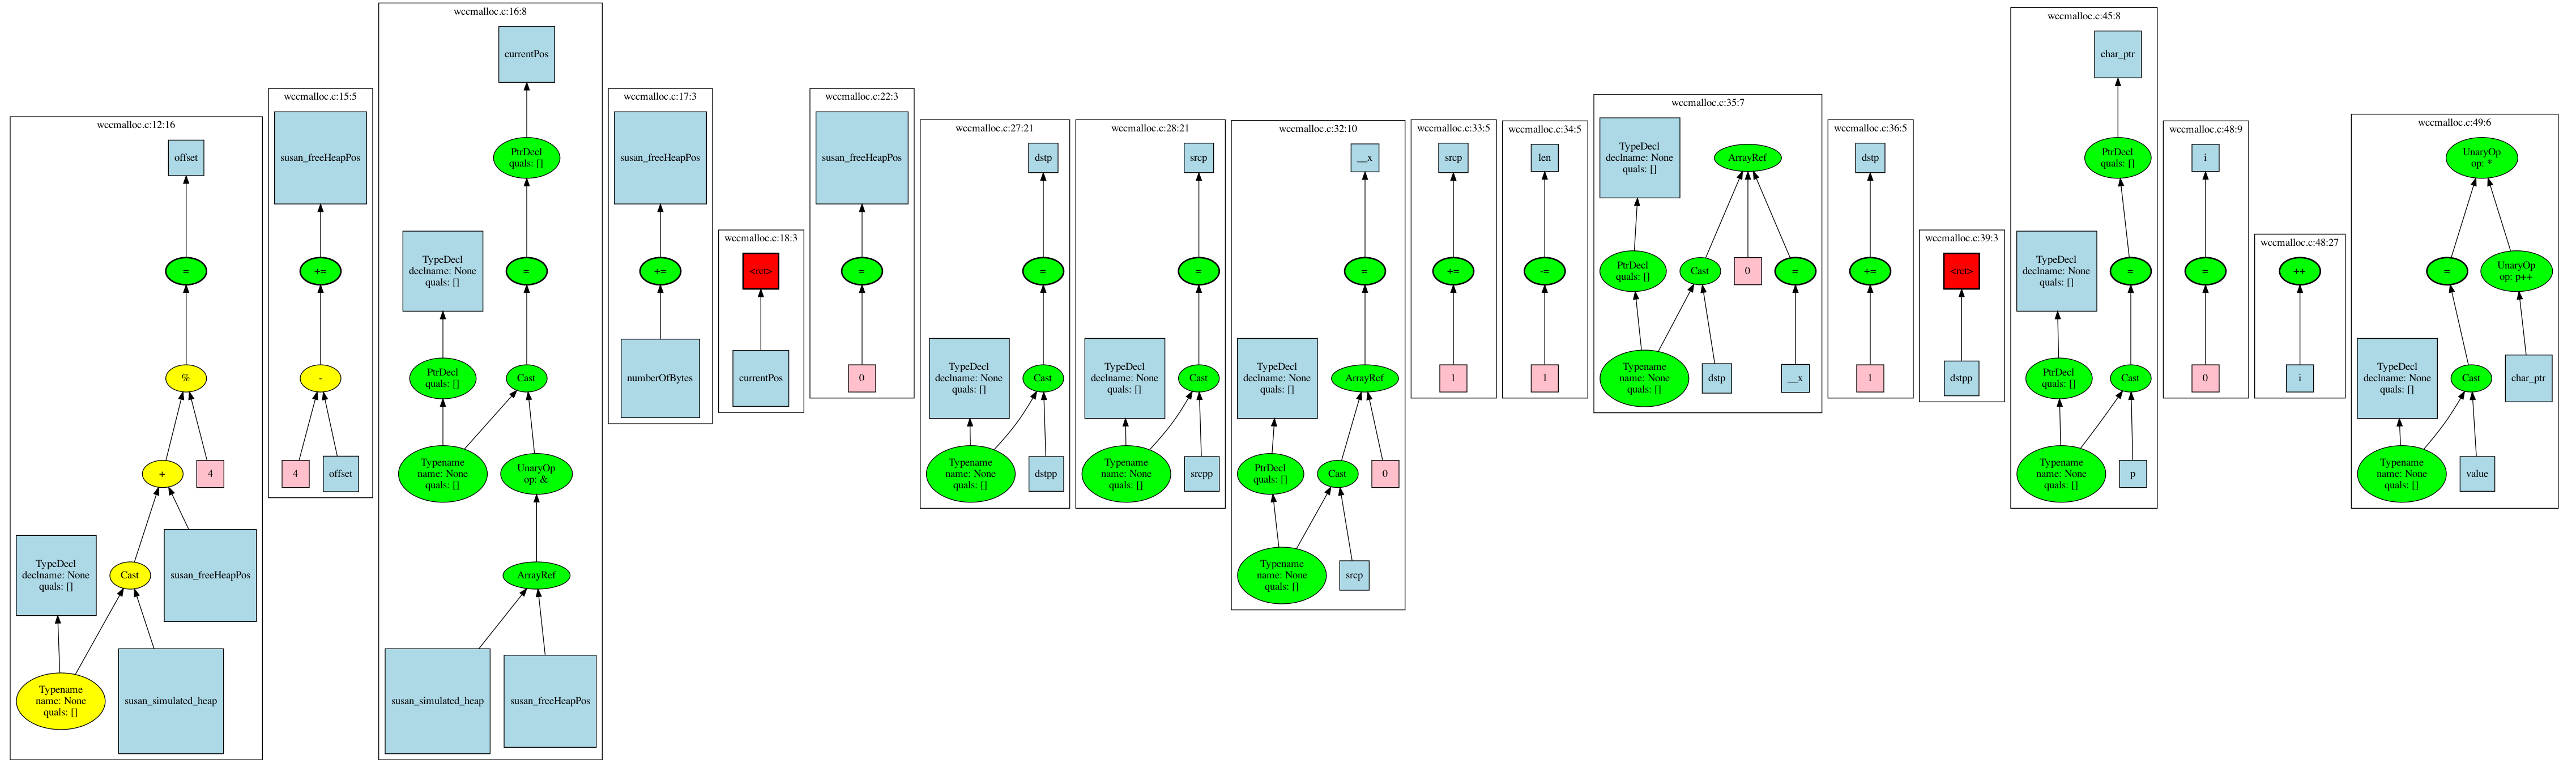 wccmalloc.c:12:16
offset
=
%
+
4
TypeDecl
declname: None
quals: []
Cast
susan_freeHeapPos
Typename
name: None
quals: []
susan_simulated_heap
wccmalloc.c:15:5
susan_freeHeapPos
+=
-
4
offset
wccmalloc.c:16:8
currentPos
PtrDecl
quals: []
TypeDecl
declname: None
quals: []
=
PtrDecl
quals: []
Cast
Typename
name: None
quals: []
UnaryOp
op: &
ArrayRef
susan_simulated_heap
susan_freeHeapPos
wccmalloc.c:17:3
susan_freeHeapPos
+=
numberOfBytes
wccmalloc.c:18:3
<ret>
currentPos
wccmalloc.c:22:3
susan_freeHeapPos
=
0
wccmalloc.c:27:21
dstp
=
TypeDecl
declname: None
quals: []
Cast
Typename
name: None
quals: []
dstpp
wccmalloc.c:28:21
srcp
=
TypeDecl
declname: None
quals: []
Cast
Typename
name: None
quals: []
srcpp
wccmalloc.c:32:10
__x
=
TypeDecl
declname: None
quals: []
ArrayRef
PtrDecl
quals: []
Cast
0
Typename
name: None
quals: []
srcp
wccmalloc.c:33:5
srcp
+=
1
wccmalloc.c:34:5
len
-=
1
wccmalloc.c:35:7
TypeDecl
declname: None
quals: []
ArrayRef
PtrDecl
quals: []
Cast
0
=
Typename
name: None
quals: []
dstp
__x
wccmalloc.c:36:5
dstp
+=
1
wccmalloc.c:39:3
<ret>
dstpp
wccmalloc.c:45:8
char_ptr
PtrDecl
quals: []
TypeDecl
declname: None
quals: []
=
PtrDecl
quals: []
Cast
Typename
name: None
quals: []
p
wccmalloc.c:48:9
i
=
0
wccmalloc.c:48:27
++
i
wccmalloc.c:49:6
UnaryOp
op: *
=
UnaryOp
op: p++
TypeDecl
declname: None
quals: []
Cast
char_ptr
Typename
name: None
quals: []
value